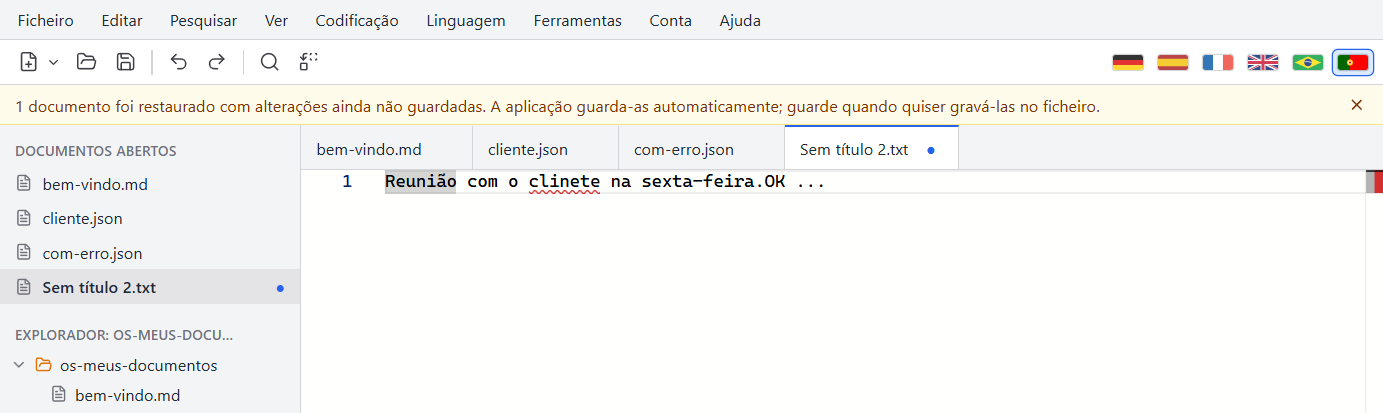 Ficheiro Editar Pesquisar Ver Codificação Linguagem Ferramentas Conta Ajuda
1 documento foi restaurado com alterações ainda não guardadas. A aplicação guarda-as automaticamente; guarde quando quiser gravá-las no ficheiro.
DOCUMENTOS ABERTOS
bem-vindo.md
cliente.json
com-erro.json
Sem título 2.txt
EXPLORADOR: OS-MEUS-DOCU...
os-meus-documentos
bem-vindo.md
bem-vindo.md cliente.json com-erro.json Sem título 2.txt
1 Reunião com o clinete na sexta-feira.OK ...